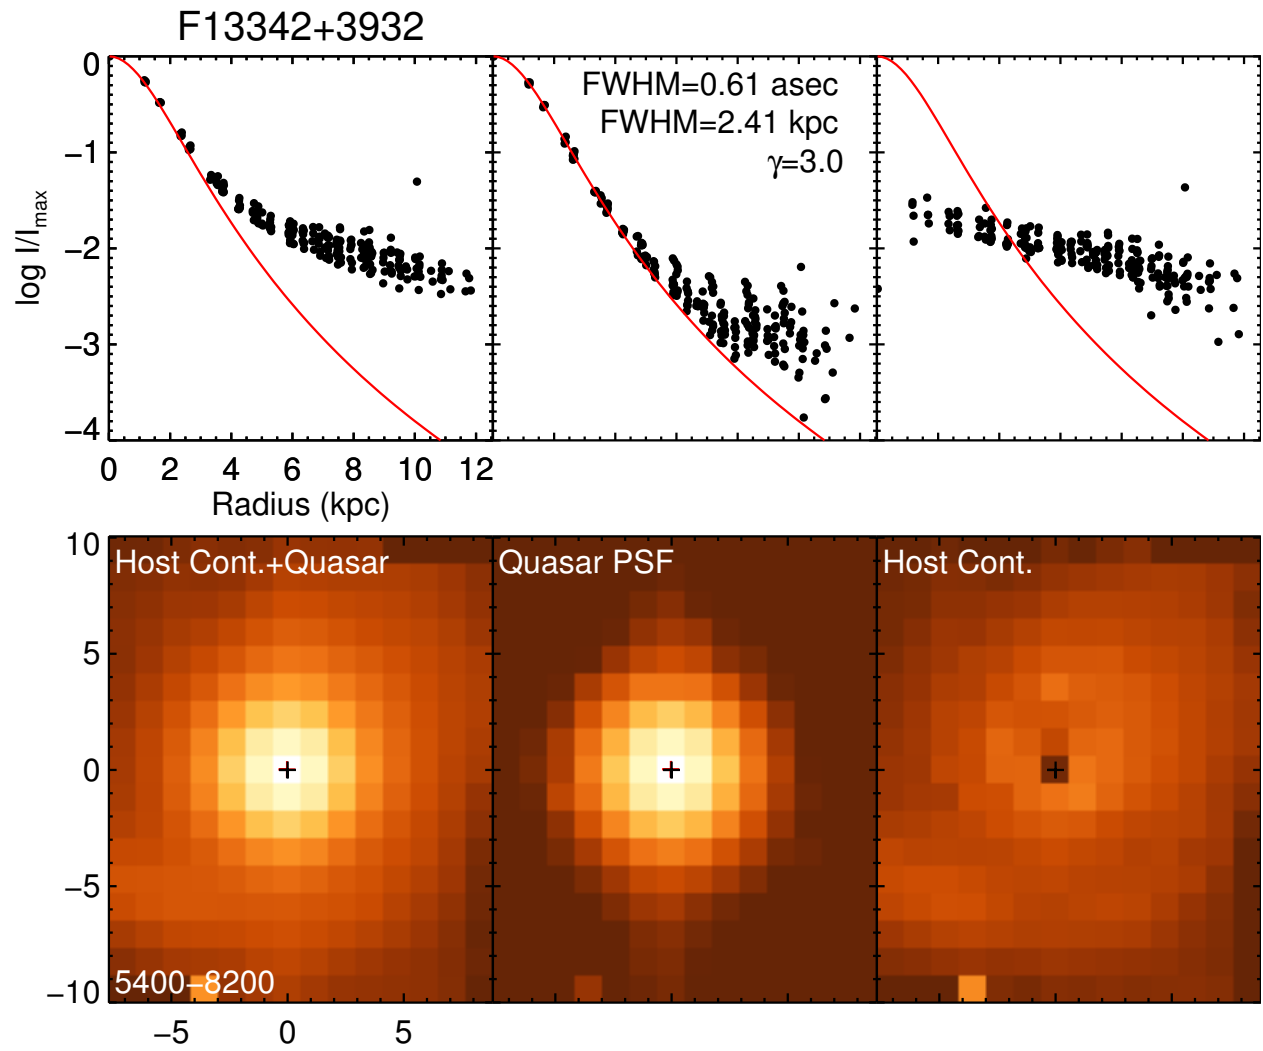 F13342+3932
FWHM=0.61 asec
FWHM=2.41 kpc
γ=3.0
log I/Imax
0
−1
−2
−3
−4
0 2 4 6 8 10 12
Radius (kpc)
Host Cont.+Quasar
Quasar PSF
Host Cont.
10
5
0
−5
−10
5400−8200
−5 0 5